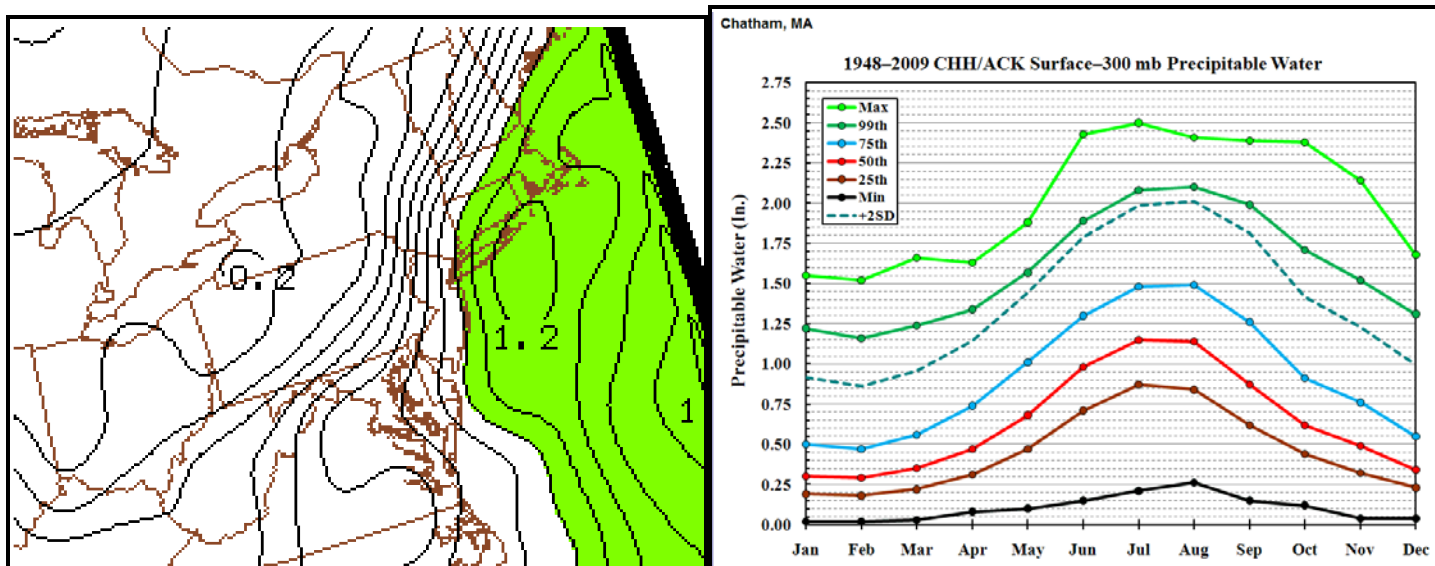 0.2
1.2
1
Chatham, MA
1948–2009 CHH/ACK Surface–300 mb Precipitable Water
Precipitable Water (In.)
2.75
2.50
2.25
2.00
1.75
1.50
1.25
1.00
0.75
0.50
0.25
0.00
Max
99th
75th
50th
25th
Min
+2SD
Jan Feb Mar Apr May Jun Jul Aug Sep Oct Nov Dec